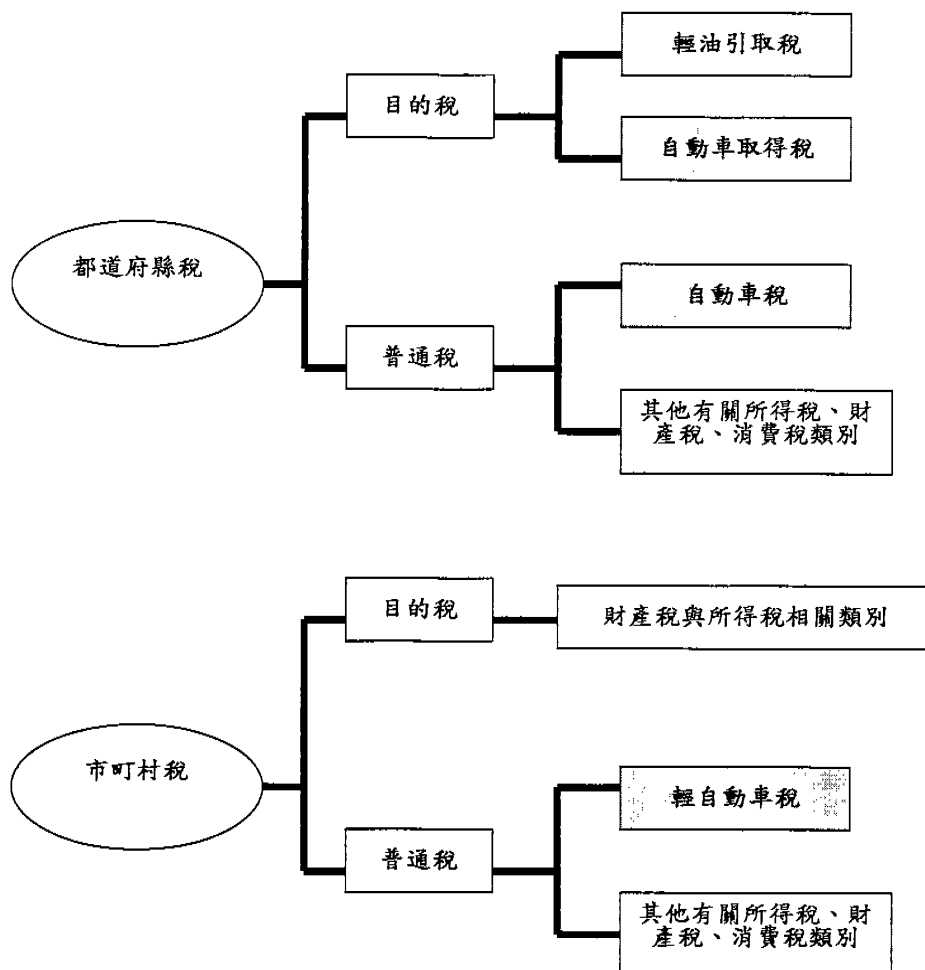 輕油引取稅
目的稅
自動車取得稅
都道府縣稅
自動車稅
普通稅
其他有關所得稅、財
產稅、消費稅類別
目的稅
財產稅與所得稅相關類別
市町村稅
輕自動車稅
普通稅
其他有關所得稅、財
產稅、消費稅類別